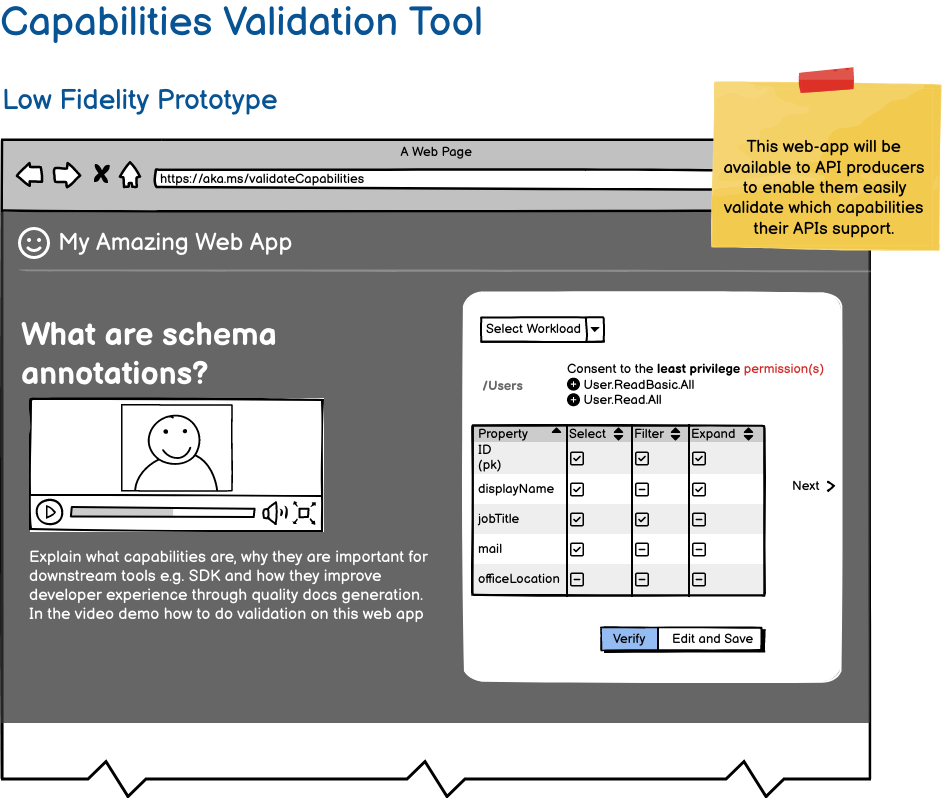 Capabilities Validation Tool
Low Fidelity Prototype
This web-app will be
available to API producers
to enable them easily
validate which capabilities
their APIs support.
A Web Page
https://aka.ms/validateCapabilities
My Amazing Web App
What are schema
annotations?
Explain what capabilities are, why they are important for
downstream tools e.g. SDK and how they improve
developer experience through quality docs generation.
In the video demo how to do validation on this web app
Select Workload
/Users
Consent to the least privilege permission(s)
User.ReadBasic.All
User.Read.All
Property Select Filter Expand
ID
(pk)
displayName
jobTitle
mail
officeLocation
Next
Verify Edit and Save